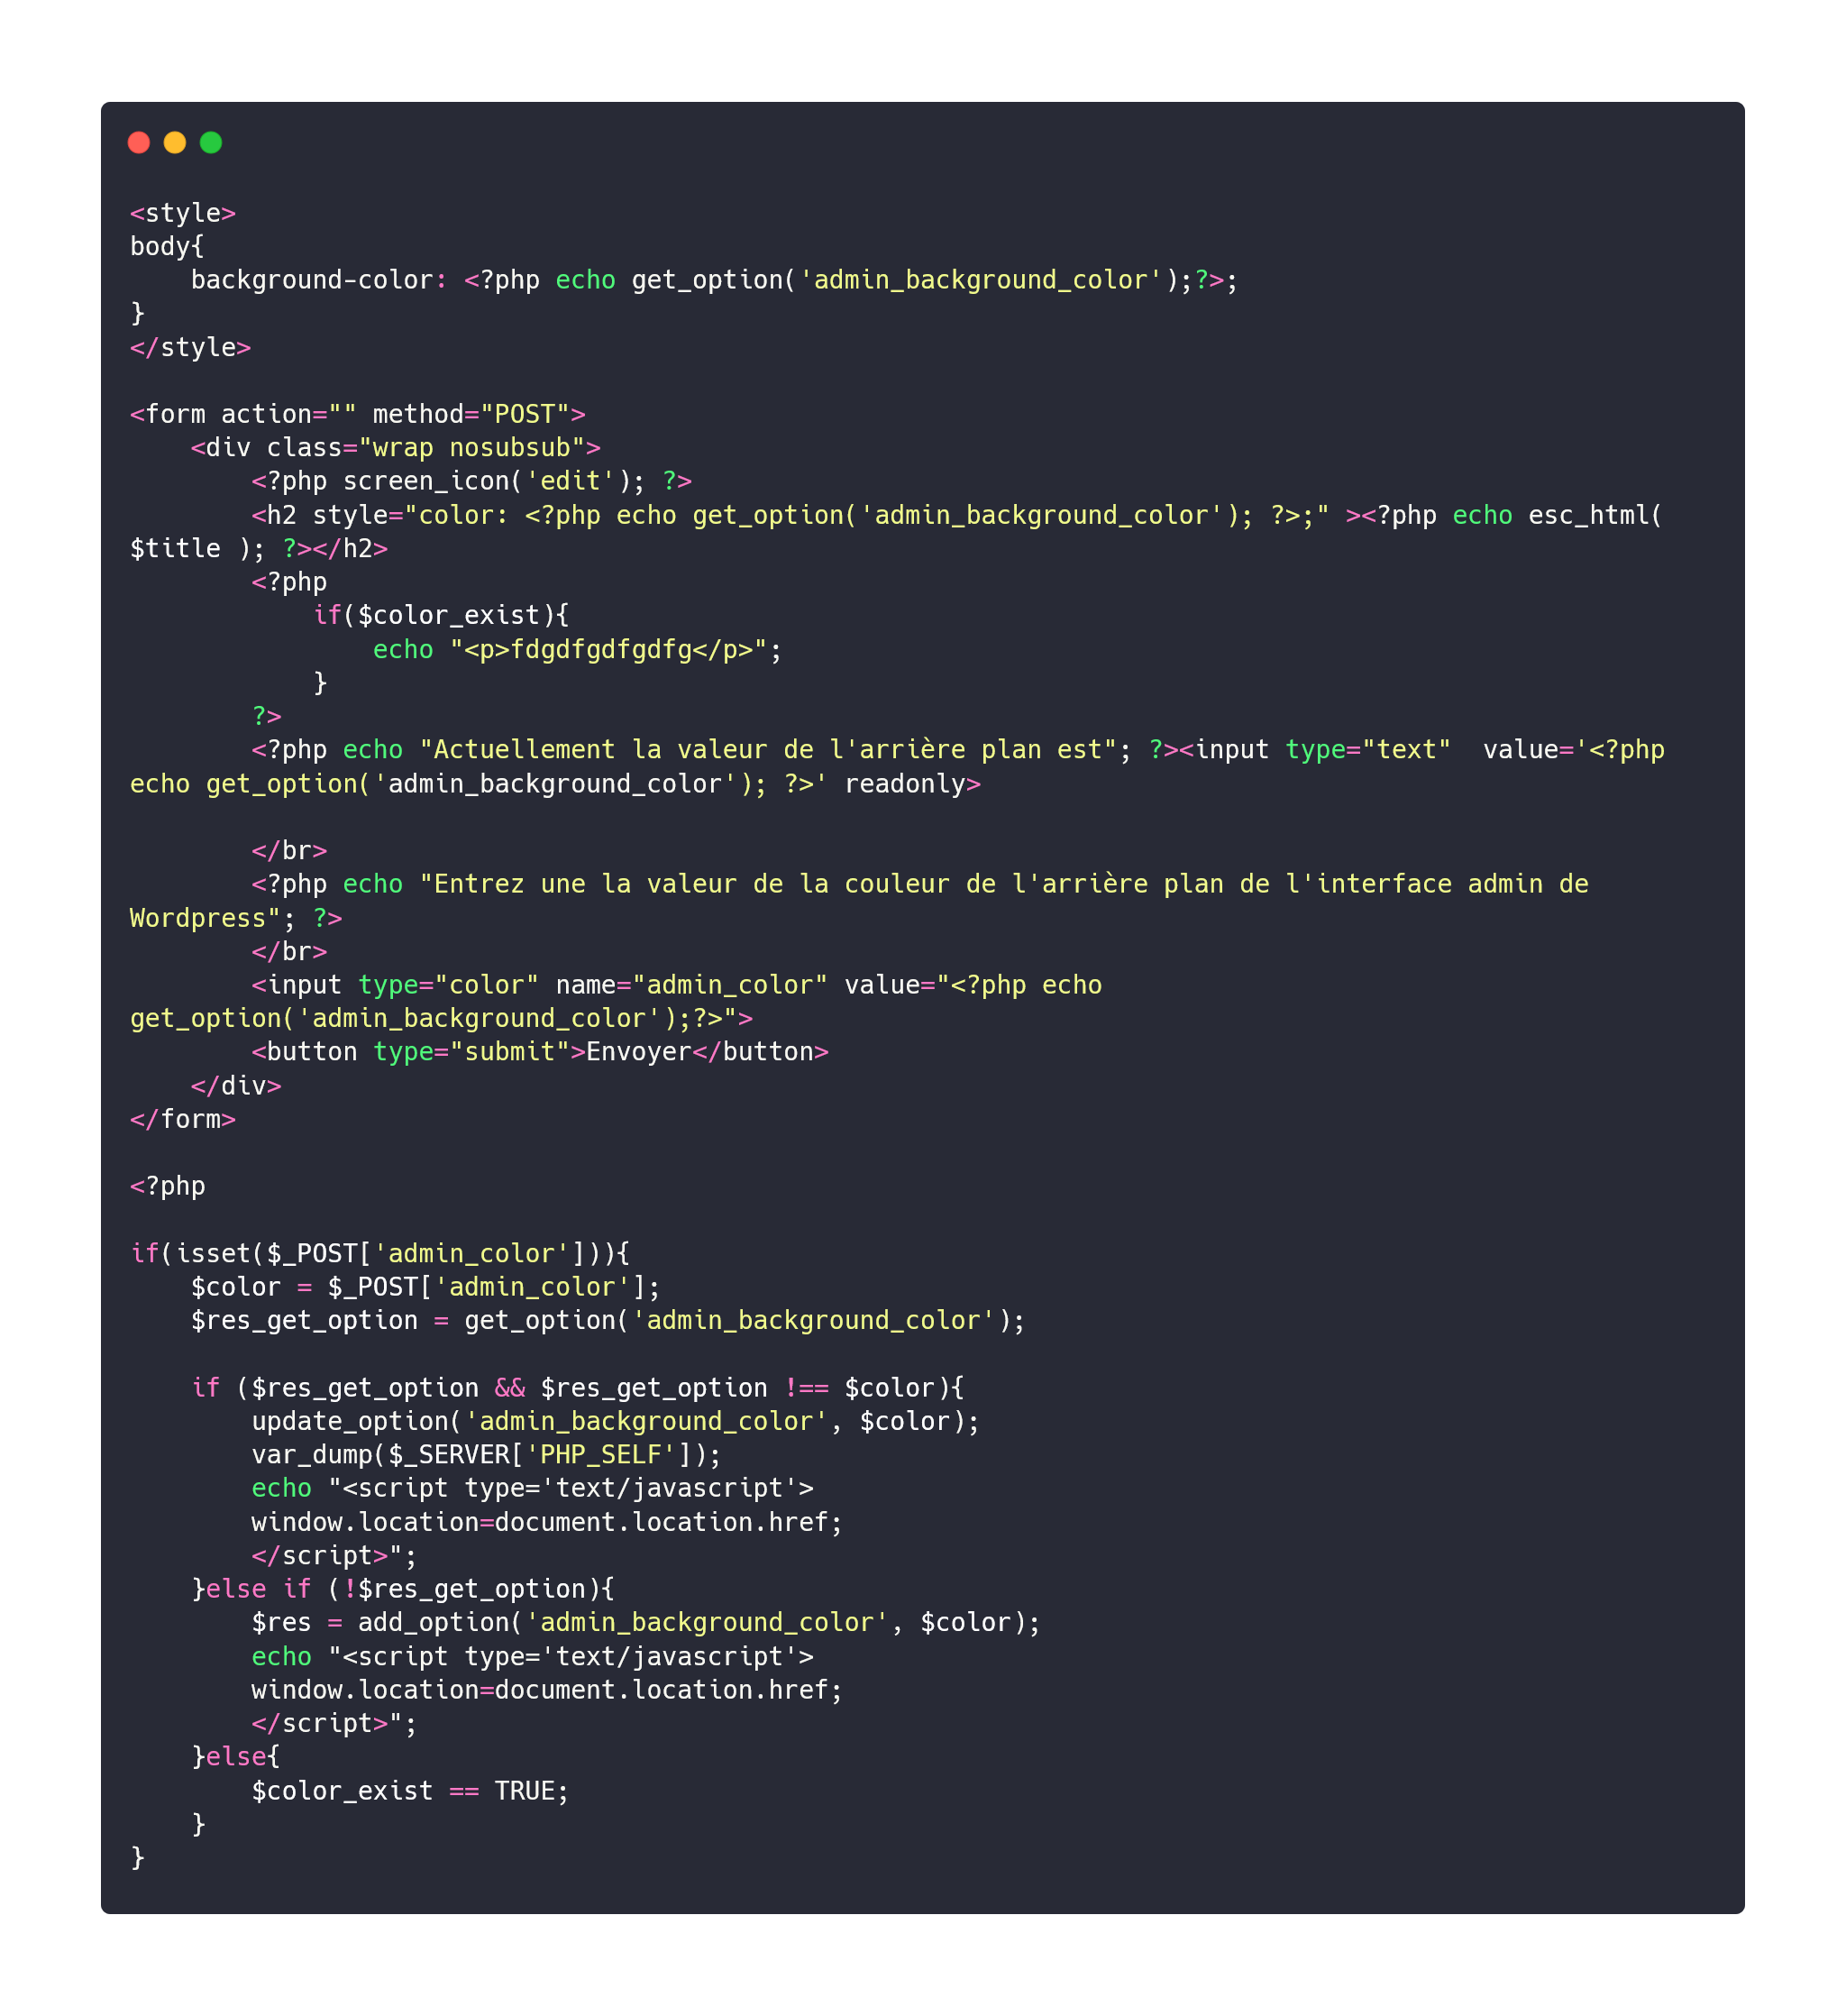 <style>
body{
    background-color: <?php echo get_option('admin_background_color');?>;
}
</style>

<form action="" method="POST">
    <div class="wrap nosubsub">
        <?php screen_icon('edit'); ?>
        <h2 style="color: <?php echo get_option('admin_background_color'); ?>;" ><?php echo esc_html(
$title ); ?></h2>
        <?php
            if($color_exist){
                echo "<p>fdgdfgdfgdfg</p>";
            }
        ?>
        <?php echo "Actuellement la valeur de l'arrière plan est"; ?><input type="text"  value='<?php
echo get_option('admin_background_color'); ?>' readonly>

        </br>
        <?php echo "Entrez une la valeur de la couleur de l'arrière plan de l'interface admin de
Wordpress"; ?>
        </br>
        <input type="color" name="admin_color" value="<?php echo
get_option('admin_background_color');?>">
        <button type="submit">Envoyer</button>
    </div>
</form>

<?php

if(isset($_POST['admin_color'])){
    $color = $_POST['admin_color'];
    $res_get_option = get_option('admin_background_color');

    if ($res_get_option && $res_get_option !== $color){
        update_option('admin_background_color', $color);
        var_dump($_SERVER['PHP_SELF']);
        echo "<script type='text/javascript'>
        window.location=document.location.href;
        </script>";
    }else if (!$res_get_option){
        $res = add_option('admin_background_color', $color);
        echo "<script type='text/javascript'>
        window.location=document.location.href;
        </script>";
    }else{
        $color_exist == TRUE;
    }
}